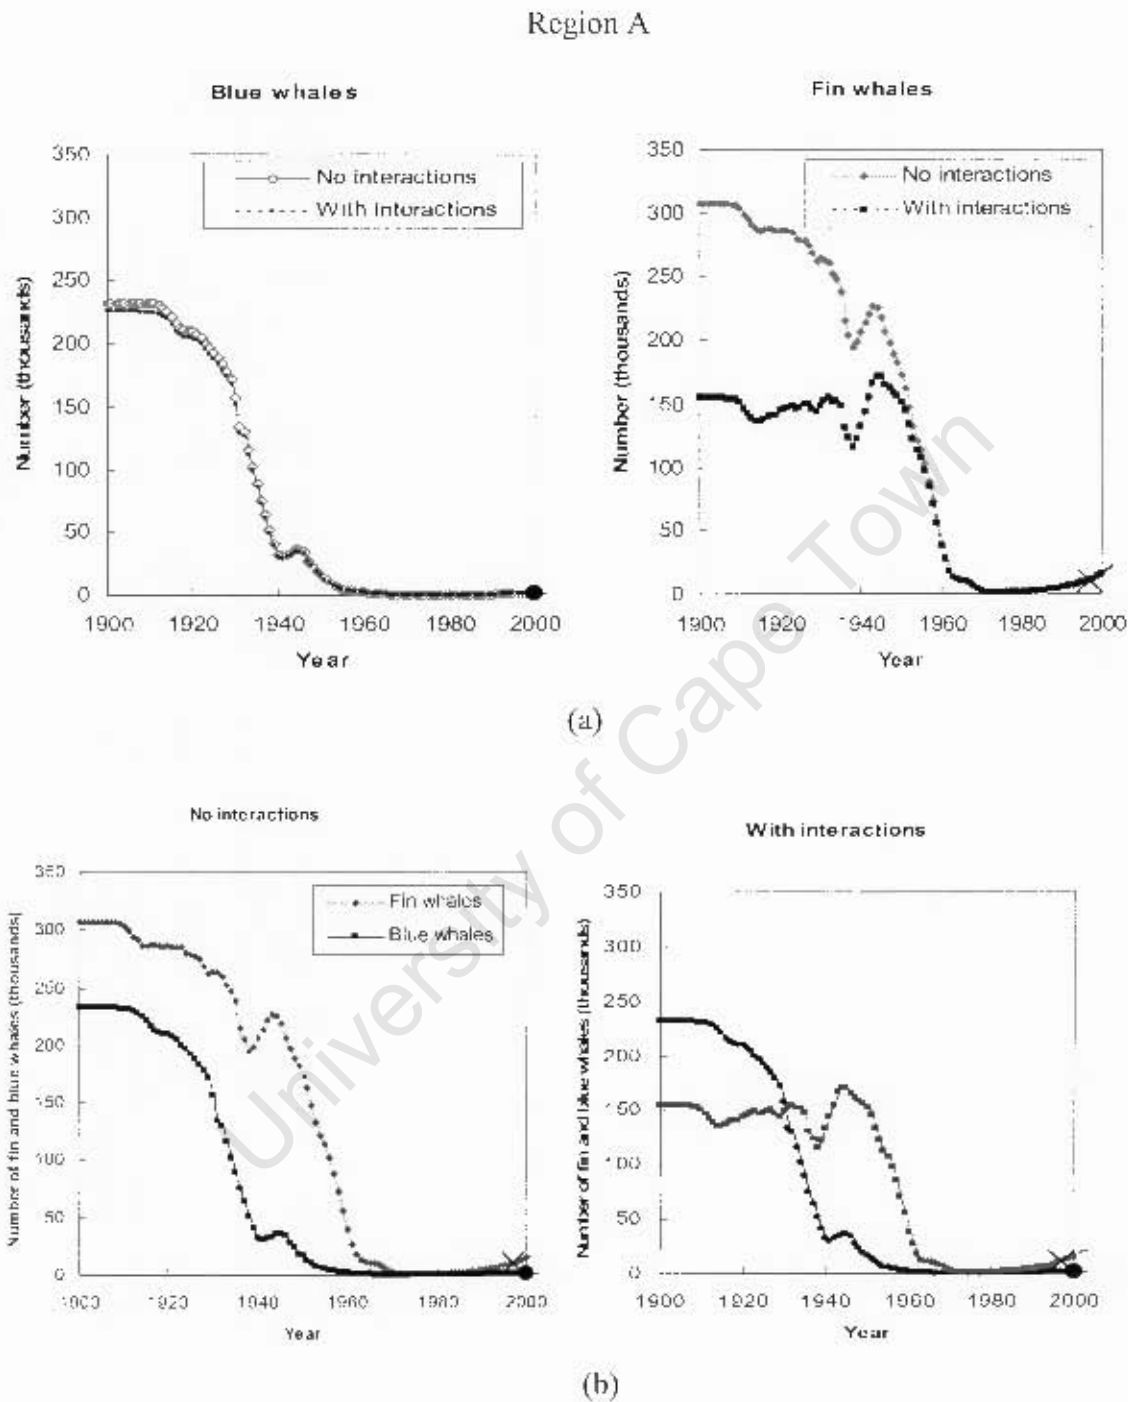 Region A
Blue whales
350
300
250
200
150
100
50
0
Number (thousands)
No interactions
With Interactions
1900 1920 1940 1960 1980 2000
Year
Fin whales
350
300
250
200
150
100
50
0
Number (thousands)
No interactions
With interactions
1900 1920 1940 1960 1980 2000
Year
(a)
No interactions
350
300
250
200
150
100
50
0
Number of fin and blue whales (thousands)
Fin whales
Blue whales
1900 1920 1940 1960 1980 2000
Year
With interactions
350
300
250
200
150
100
50
0
Number of fin and blue whales (thousands)
1900 1920 1940 1960 1980 2000
Year
(b)
University of Cape Town